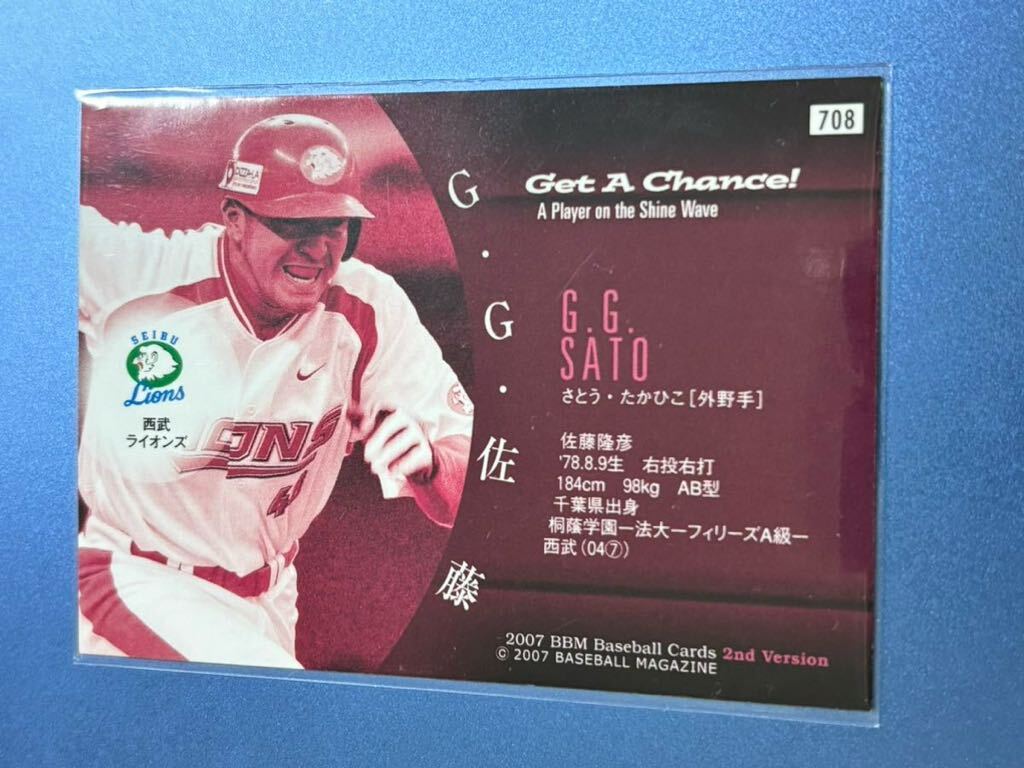 708
Get A Chance!
A Player on the Shine Wave
G.G.佐藤
G.G.
SATO
さとう・たかひこ[外野手]
佐藤隆彦
'78.8.9生 右投右打
184cm 98kg AB型
千葉県出身
桐蔭学園ー法大ーフィリーズA級ー
西武(04⑦)
SEIBU
Lions
西武
ライオンズ
2007 BBM Baseball Cards 2nd Version
© 2007 BASEBALL MAGAZINE